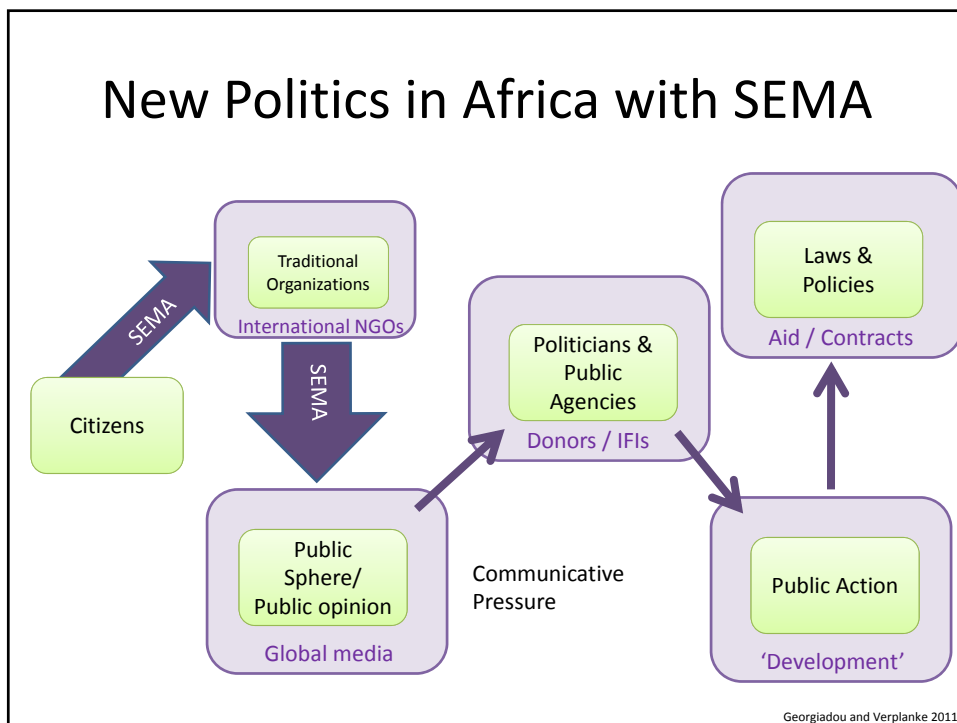 New Politics in Africa with SEMA
Citizens
SEMA
Traditional
Organizations
International NGOs
SEMA
Public
Sphere/
Public opinion
Global media
Communicative
Pressure
Politicians &
Public
Agencies
Donors / IFIs
Public Action
‘Development’
Laws &
Policies
Aid / Contracts
Georgiadou and Verplanke 2011